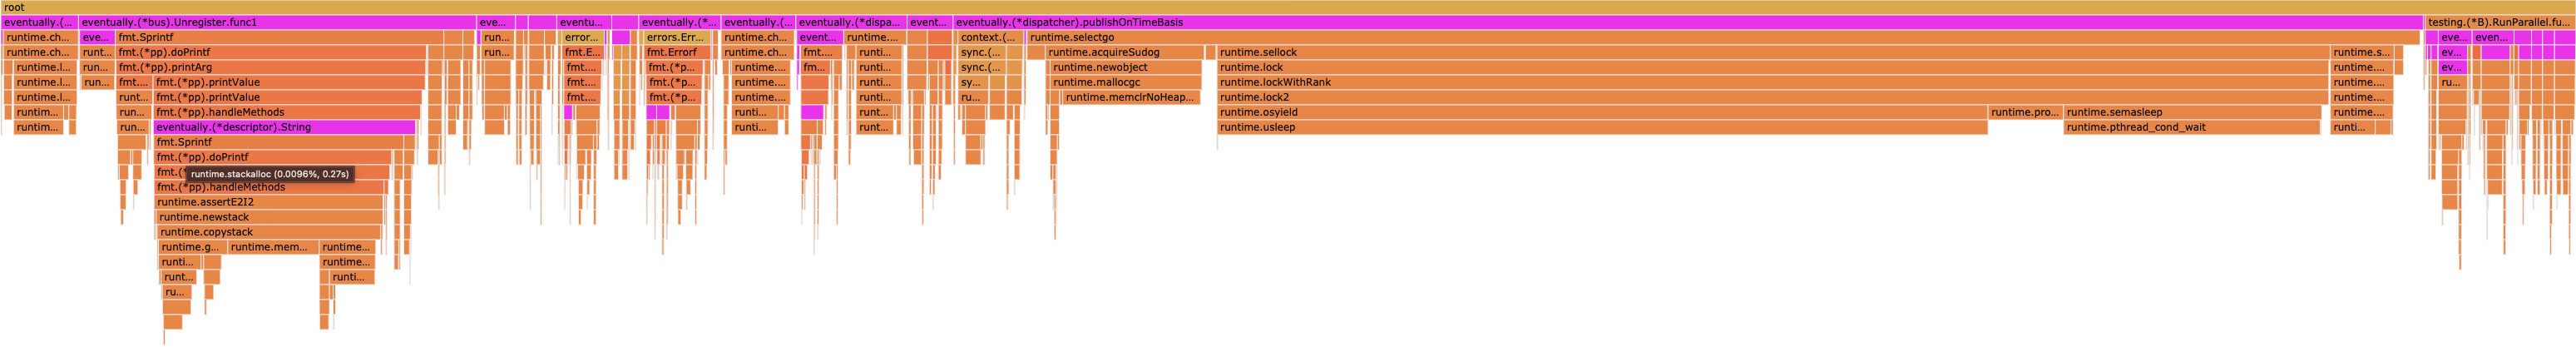 root
eventually.(... eventually.(*bus).Unregister.func1 eve... eventu... eventually.(*... eventually.(... eventually.(*dispa... event... eventually.(*dispatcher).publishOnTimeBasis testing.(*B).RunParallel.fu...
runtime.ch... eve... fmt.Sprintf run... error... errors.Err... runtime.ch... event... runtime.... context.(... runtime.selectgo eve... even...
runtime.ch... runt... fmt.(*pp).doPrintf run... fmt.E... fmt.Errorf runtime.ch... fmt.... runti... sync.(... runtime.acquireSudog runtime.sellock runtime.s... ev...
runtime.l... run... fmt.(*pp).printArg fmt.... fmt.(*p... runtime.... fm... runti... sync.(... runtime.newobject runtime.lock runtime.... ev...
runtime.l... run... fmt.... fmt.(*pp).printValue fmt.... fmt.(*p... runtime.... runti... sy... runtime.mallocgc runtime.lockWithRank runtime.... ru...
runtime.l... runt... fmt.(*pp).printValue fmt.... fmt.(*p... runtime.... runti... ru... runtime.memclrNoHeap... runtime.lock2 runtime....
runtim... run... fmt.(*pp).handleMethods runti... runt... runtime.osyield runtime.pro... runtime.semasleep runtime....
runtim... run... eventually.(*descriptor).String runti... runt... runtime.usleep runtime.pthread_cond_wait runti...
fmt.Sprintf
fmt.(*pp).doPrintf
fmt.(* runtime.stackalloc (0.0096%, 0.27s)
fmt.(*pp).handleMethods
runtime.assertE2I2
runtime.newstack
runtime.copystack
runtime.g... runtime.mem... runtime...
runti... runtime...
runt... runti...
ru...